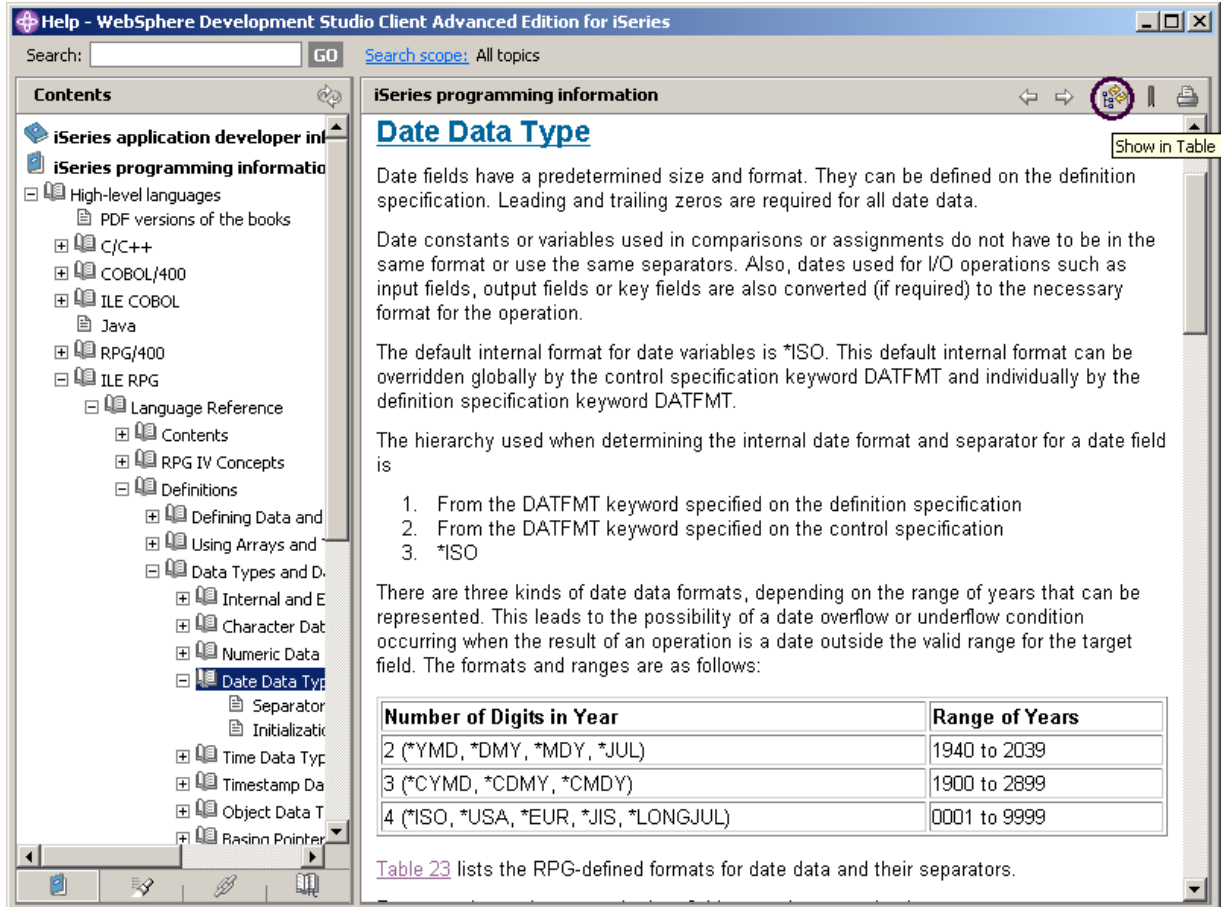 Help - WebSphere Development Studio Client Advanced Edition for iSeries
Search: GO Search scope: All topics
Contents
iSeries application developer inf
iSeries programming informatio
High-level languages
PDF versions of the books
C/C++
COBOL/400
ILE COBOL
Java
RPG/400
ILE RPG
Language Reference
Contents
RPG IV Concepts
Definitions
Defining Data and
Using Arrays and T
Data Types and D
Internal and E
Character Dat
Numeric Data
Date Data Typ
Separator
Initializatio
Time Data Typ
Timestamp Da
Object Data T
Basing Pointer
iSeries programming information
Show in Table
Date Data Type
Date fields have a predetermined size and format. They can be defined on the definition
specification. Leading and trailing zeros are required for all date data.
Date constants or variables used in comparisons or assignments do not have to be in the
same format or use the same separators. Also, dates used for I/O operations such as
input fields, output fields or key fields are also converted (if required) to the necessary
format for the operation.
The default internal format for date variables is *ISO. This default internal format can be
overridden globally by the control specification keyword DATFMT and individually by the
definition specification keyword DATFMT.
The hierarchy used when determining the internal date format and separator for a date field
is
1. From the DATFMT keyword specified on the definition specification
2. From the DATFMT keyword specified on the control specification
3. *ISO
There are three kinds of date data formats, depending on the range of years that can be
represented. This leads to the possibility of a date overflow or underflow condition
occurring when the result of an operation is a date outside the valid range for the target
field. The formats and ranges are as follows:
Number of Digits in Year Range of Years
2 (*YMD, *DMY, *MDY, *JUL) 1940 to 2039
3 (*CYMD, *CDMY, *CMDY) 1900 to 2899
4 (*ISO, *USA, *EUR, *JIS, *LONGJUL) 0001 to 9999
Table 23 lists the RPG-defined formats for date data and their separators.